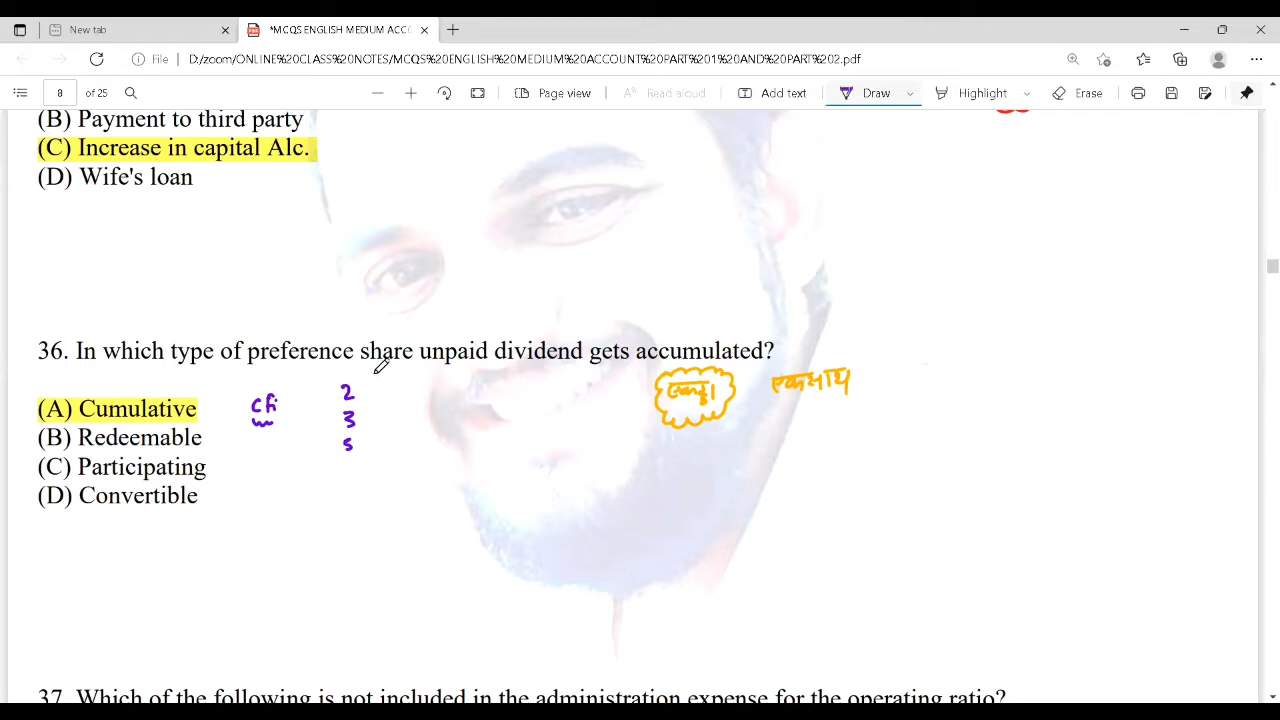 New tab
*MCQS ENGLISH MEDIUM ACCO
File D:/zoom/ONLINE%20CLASS%20NOTES/MCQS%20ENGLISH%20MEDIUM%20ACCOUNT%20PART%201%20AND%20PART%202.pdf
8 of 25 Page view Read aloud Add text Draw Highlight Erase
(B) Payment to third party
(C) Increase in capital Alc.
(D) Wife's loan
36. In which type of preference share unpaid dividend gets accumulated?
एकसाथ
(A) Cumulative
2
3
5
(B) Redeemable
(C) Participating
(D) Convertible
37. Which of the following is not included in the administration expense for the operating ratio?